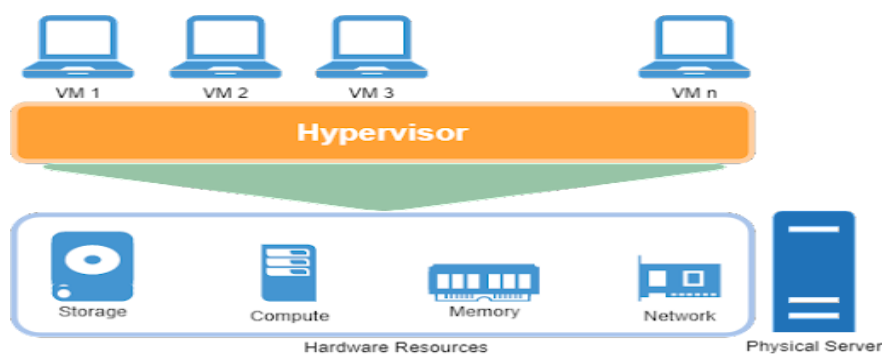 VM 1
VM 2
VM 3
VM n
Hypervisor
Storage
Compute
Memory
Network
Hardware Resources
Physical Server